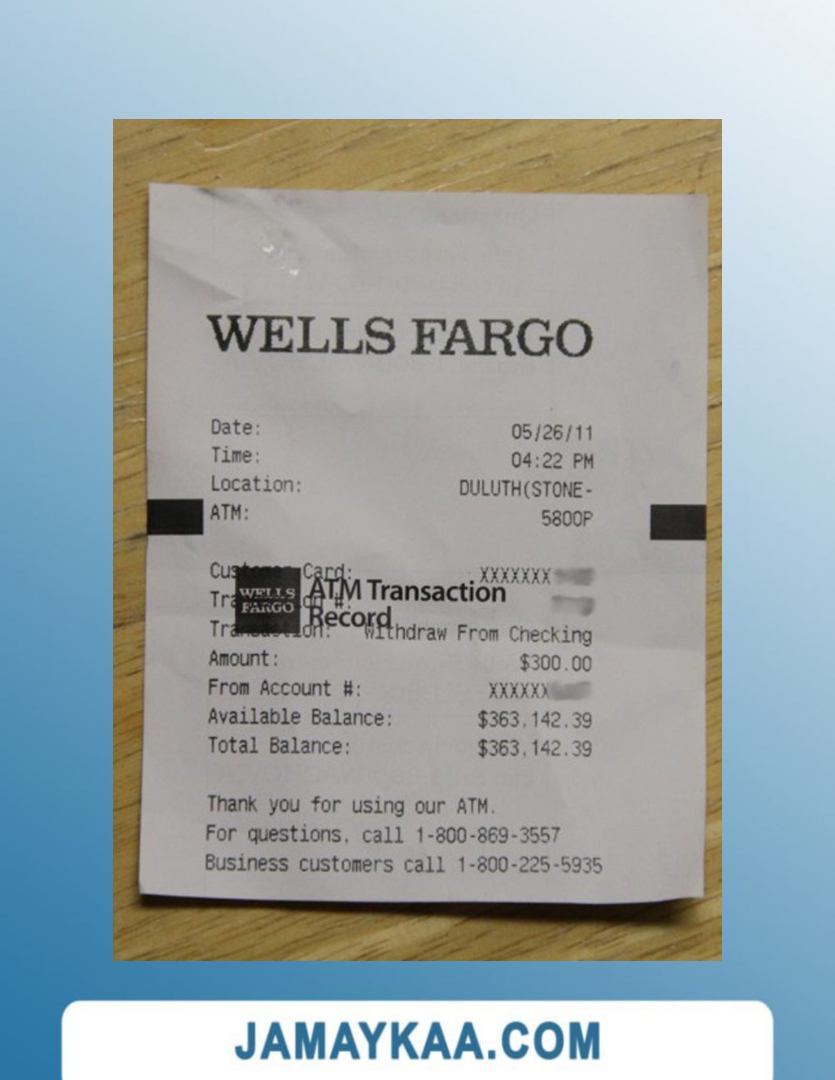 WELLS FARGO
Date: 05/26/11
Time: 04:22 PM
Location: DULUTH(STONE-
ATM: 5800P
Customer Card: XXXXXXX
WELLS FARGO ATM Transaction Record
#:
Transaction: Withdraw From Checking
Amount: $300.00
From Account #: XXXXXX
Available Balance: $363,142.39
Total Balance: $363,142.39
Thank you for using our ATM.
For questions, call 1-800-869-3557
Business customers call 1-800-225-5935
JAMAYKAA.COM